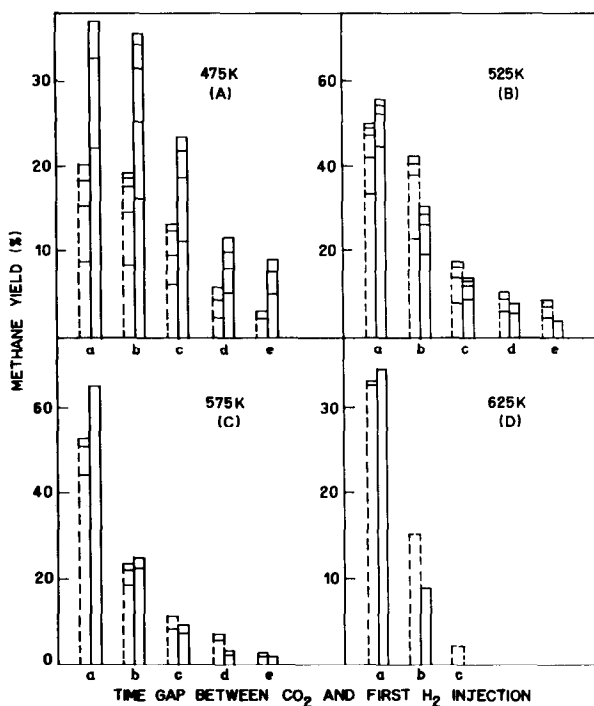 475K
(A)
525K
(B)
30
20
10
60
40
20
a b c d e
a b c d e
METHANE YIELD (%)
575K
(C)
625K
(D)
60
40
20
0
30
20
10
a b c d e
a b c
TIME GAP BETWEEN CO₂ AND FIRST H₂ INJECTION